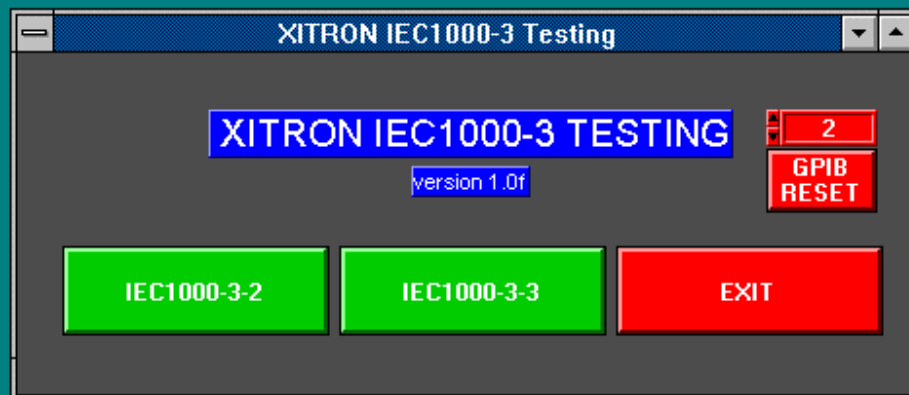 XITRON IEC1000-3 Testing
XITRON IEC1000-3 TESTING
version 1.0f
2
GPIB
RESET
IEC1000-3-2
IEC1000-3-3
EXIT